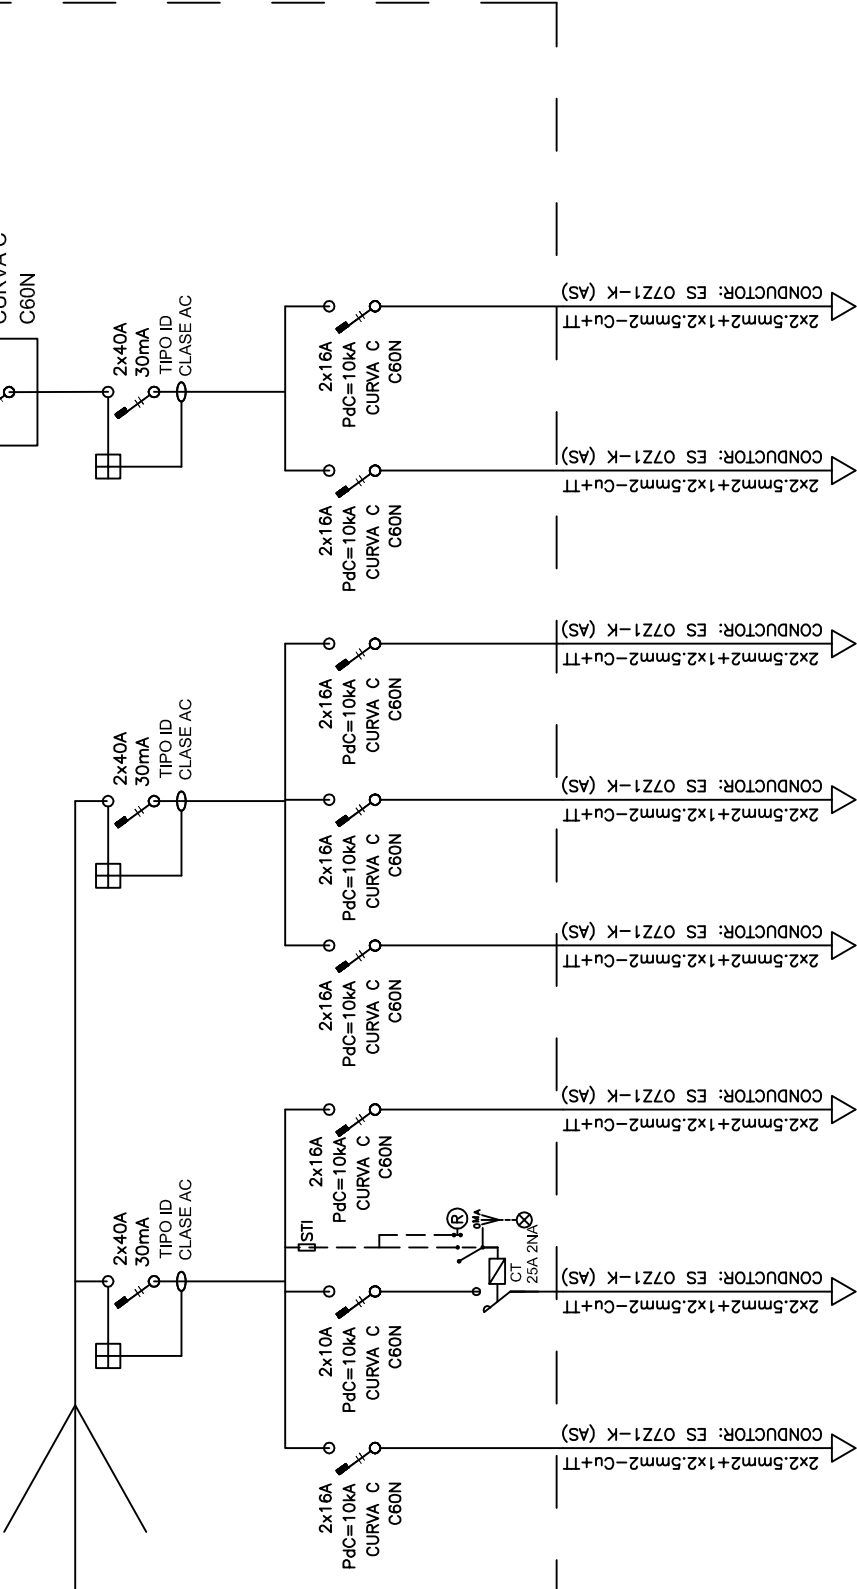 CURVA C
C60N
2x40A
30mA
TIPO ID
CLASE AC
2x16A
PdC=10kA
CURVA C
C60N
CONDUCTOR: ES 07Z1-K (AS)
2x2.5mm2+1x2.5mm2-Cu+TT
2x16A
PdC=10kA
CURVA C
C60N
CONDUCTOR: ES 07Z1-K (AS)
2x2.5mm2+1x2.5mm2-Cu+TT
2x40A
30mA
TIPO ID
CLASE AC
2x16A
PdC=10kA
CURVA C
C60N
CONDUCTOR: ES 07Z1-K (AS)
2x2.5mm2+1x2.5mm2-Cu+TT
2x16A
PdC=10kA
CURVA C
C60N
CONDUCTOR: ES 07Z1-K (AS)
2x2.5mm2+1x2.5mm2-Cu+TT
2x16A
PdC=10kA
CURVA C
C60N
CONDUCTOR: ES 07Z1-K (AS)
2x2.5mm2+1x2.5mm2-Cu+TT
2x40A
30mA
TIPO ID
CLASE AC
2x16A
PdC=10kA
CURVA C
C60N
CONDUCTOR: ES 07Z1-K (AS)
2x2.5mm2+1x2.5mm2-Cu+TT
STI
R
M0A
CT
25A 2NA
2x10A
PdC=10kA
CURVA C
C60N
CONDUCTOR: ES 07Z1-K (AS)
2x2.5mm2+1x2.5mm2-Cu+TT
2x16A
PdC=10kA
CURVA C
C60N
CONDUCTOR: ES 07Z1-K (AS)
2x2.5mm2+1x2.5mm2-Cu+TT